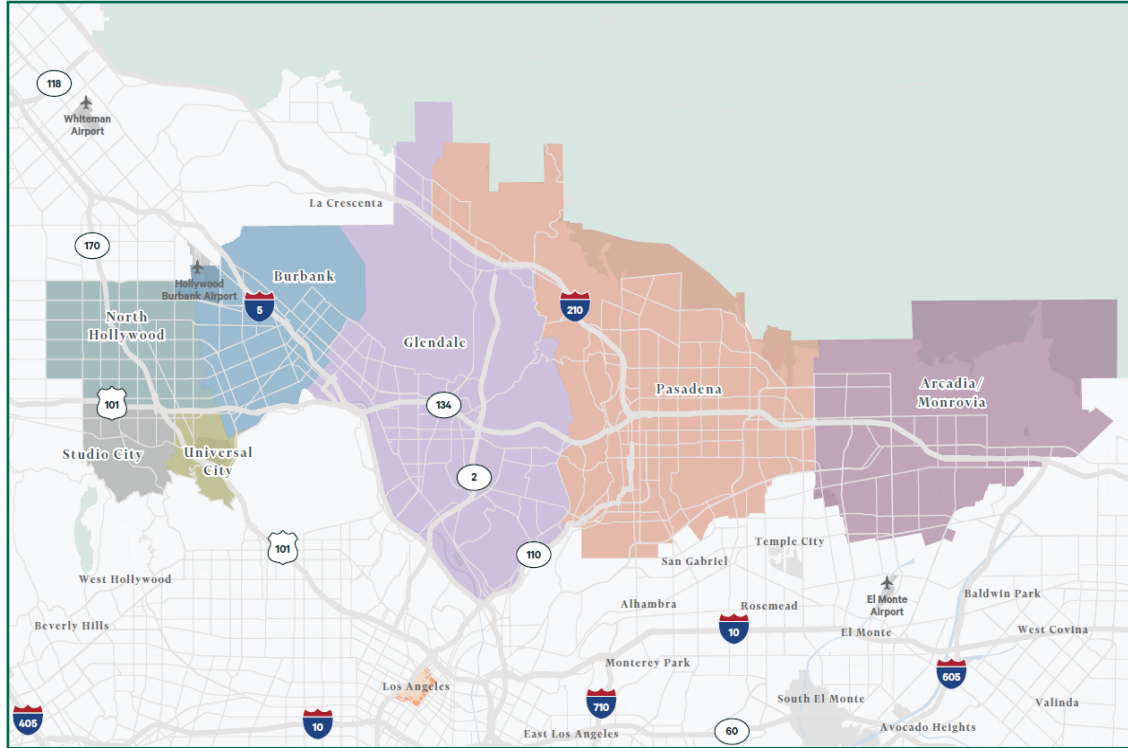 118
Whiteman
Airport
La Crescenta
170
Burbank
Hollywood
Burbank Airport
5
210
North
Hollywood
Glendale
Pasadena
Arcadia/
Monrovia
101
134
Studio City
Universal
City
2
101
110
Temple City
San Gabriel
West Hollywood
El Monte
Airport
Baldwin Park
Alhambra
Rosemead
Beverly Hills
10
El Monte
West Covina
Monterey Park
605
Los Angeles
South El Monte
Valinda
405
10
710
East Los Angeles
60
Avocado Heights